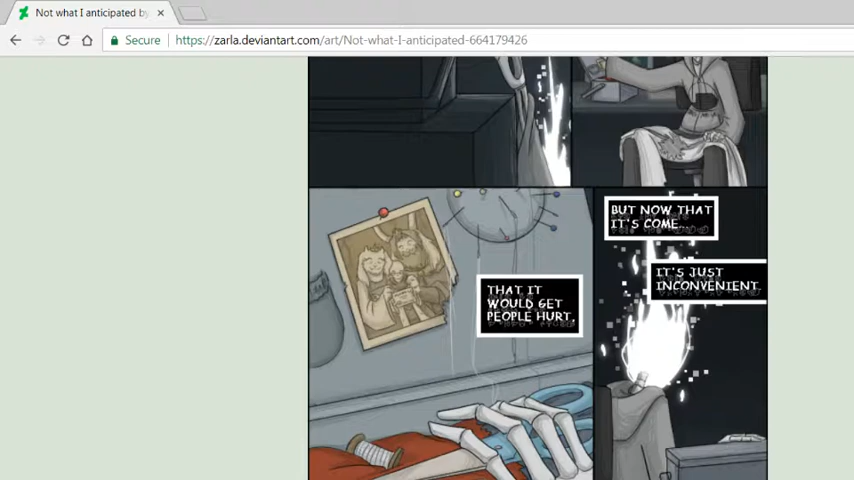 Not what I anticipated by
Secure
https://zarla.deviantart.com/art/Not-what-I-anticipated-664179426
THAT IT
WOULD GET
PEOPLE HURT.
BUT NOW THAT
IT'S COME...
IT'S JUST
INCONVENIENT.